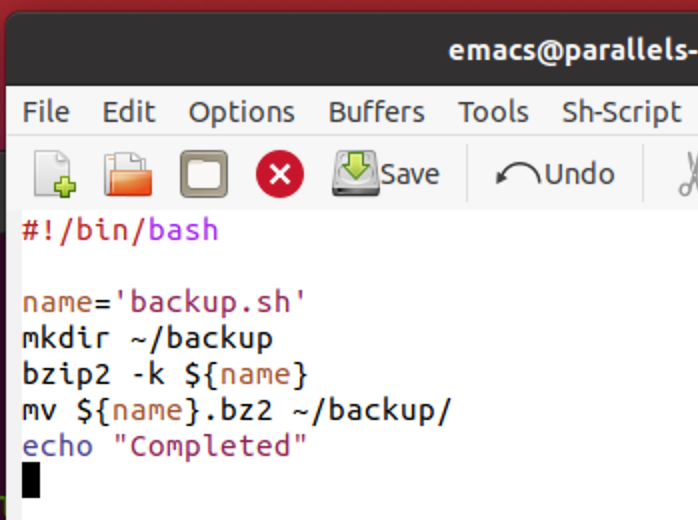 emacs@parallels-
File Edit Options Buffers Tools Sh-Script
Save Undo
#!/bin/bash
name='backup.sh'
mkdir ~/backup
bzip2 -k ${name}
mv ${name}.bz2 ~/backup/
echo "Completed"